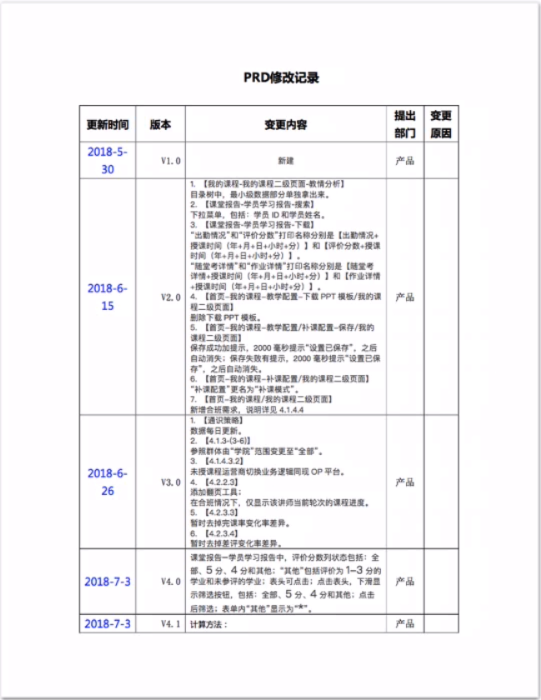 PRD修改记录
更新时间 版本 变更内容 提出部门 变更原因
2018-5-30 V1.0 新建 产品
2018-6-15 V2.0 产品
1. 【我的课程-我的课程二级页面-教情分析】
目录树中，最小级数据部分单独拿出来。
2. 【课堂报告-学员学习报告-搜索】
下拉菜单，包括：学员 ID 和学员姓名。
3. 【课堂报告-学员学习报告-下载】
“出勤情况”和“评价分数”打印名称分别是【出勤情况+
授课时间（年+月+日+小时+分）】和【评价分数+授课
时间（年+月+日+小时+分）】。
“随堂考详情”和“作业详情”打印名称分别是【随堂考
详情+授课时间（年+月+日+小时+分）】和【作业详情
+授课时间（年+月+日+小时+分）】
4. 【首页-我的课程-教学配置-下载 PPT 模板/我的课
程二级页面】
删除下载 PPT 模板。
5. 【首页-我的课程-教学配置/补课配置-保存/我的
课程二级页面】
保存成功加提示，2000 毫秒提示“设置已保存”，之后
自动消失；保存失败有提示，2000 毫秒提示“设置已保
存”，之后自动消失。
6. 【首页-我的课程-补课配置/我的课程二级页面】
“补课配置”更名为“补课模式”。
7. 【首页-我的课程/我的课程二级页面】
新增合班需求，说明详见 4.1.4.4
2018-6-26 V3.0 产品
1. 【通识策略】
数据每日更新。
2. 【4.1.3-(3-6)】
参照群体由“学院”范围变更至“全部”。
3. 【4.1.4.3.2】
未授课程运营商切换业务逻辑同现 OP 平台。
4. 【4.2.2.3】
添加翻页工具；
在合班情况下，仅显示该讲师当前轮次的课程进度。
5. 【4.2.3.3】
暂时去掉完课率变化率差异。
6. 【4.2.3.4】
暂时去掉差评变化率差异。
2018-7-3 V4.0 产品
课堂报告—学员学习报告中，评价分数列状态包括：全
部、5 分、4 分和其他；“其他”包括评价为 1-3 分的
学业和未参评的学业；表头可点击；点击表头，下滑显
示筛选按钮，包括：全部、5 分、4 分和其他；点击
后筛选；表单内“其他”显示为“*”。
2018-7-3 V4.1 计算方法： 产品